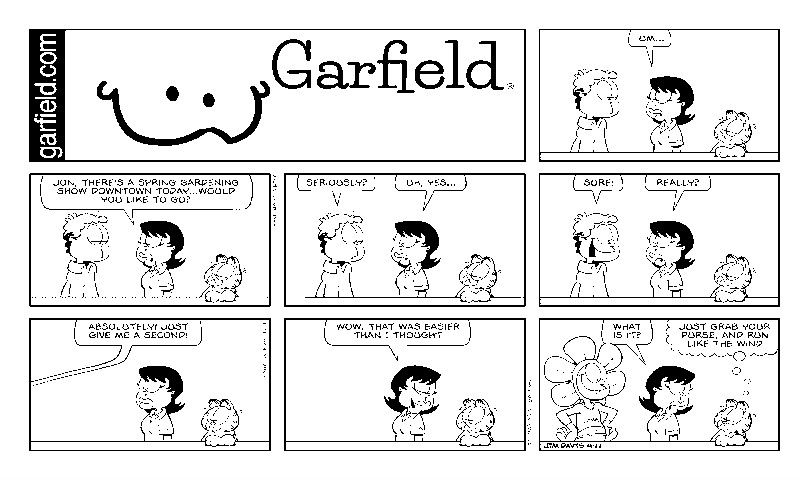 garfield.com
Garfield
UM...
JON, THERE'S A SPRING GARDENING
SHOW DOWNTOWN TODAY...WOULD
YOU LIKE TO GO?
SERIOUSLY?
UH, YES...
SURE!
REALLY?
ABSOLUTELY! JUST
GIVE ME A SECOND!
WOW, THAT WAS EASIER
THAN I THOUGHT
WHAT
IS IT?
JUST GRAB YOUR
PURSE, AND RUN
LIKE THE WIND
JIM DAVIS